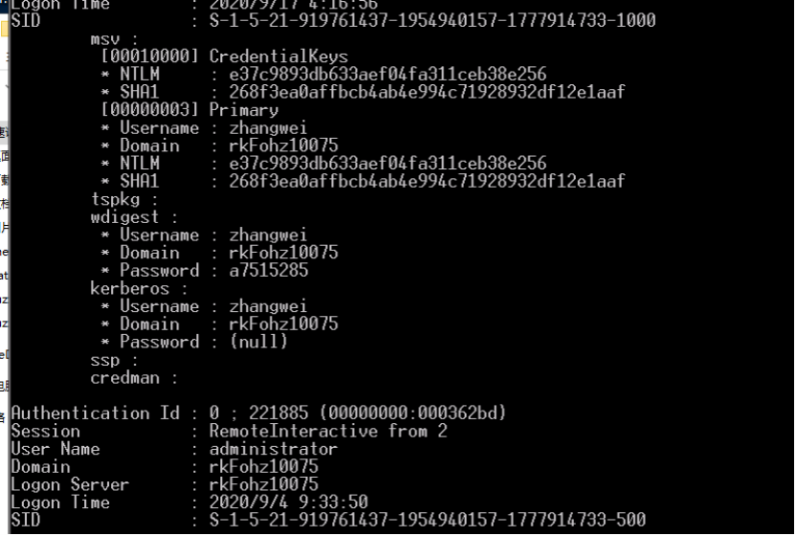 Logon Time : 2020/9/17 4:16:56
SID : S-1-5-21-919761437-1954940157-1777914733-1000
msv :
[00010000] CredentialKeys
* NTLM : e37c9893db633aef04fa311ceb38e256
* SHA1 : 268f3ea0affbcb4ab4e994c71928932df12e1aaf
[00000003] Primary
* Username : zhangwei
* Domain : rkFohz10075
* NTLM : e37c9893db633aef04fa311ceb38e256
* SHA1 : 268f3ea0affbcb4ab4e994c71928932df12e1aaf
tspkg :
wdigest :
* Username : zhangwei
* Domain : rkFohz10075
* Password : a7515285
kerberos :
* Username : zhangwei
* Domain : rkFohz10075
* Password : (null)
ssp :
credman :
Authentication Id : 0 ; 221885 (00000000:000362bd)
Session : RemoteInteractive from 2
User Name : administrator
Domain : rkFohz10075
Logon Server : rkFohz10075
Logon Time : 2020/9/4 9:33:50
SID : S-1-5-21-919761437-1954940157-1777914733-500